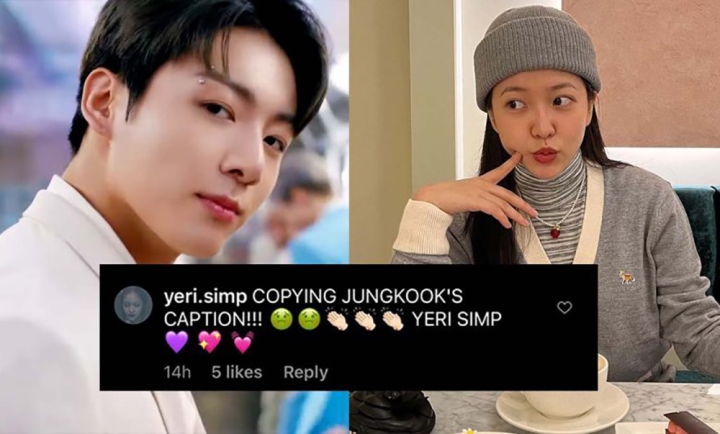 yeri.simp COPYING JUNGKOOK'S
CAPTION!!! 🤢🤢👏🏻👏🏻👏🏻 YERI SIMP
💜 💖 💓
14h 5 likes Reply